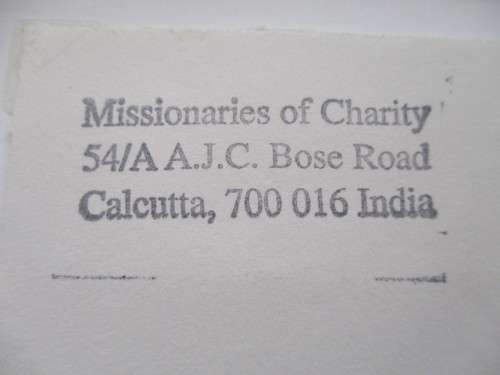 Missionaries of Charity
54/A A.J.C. Bose Road
Calcutta, 700 016 India